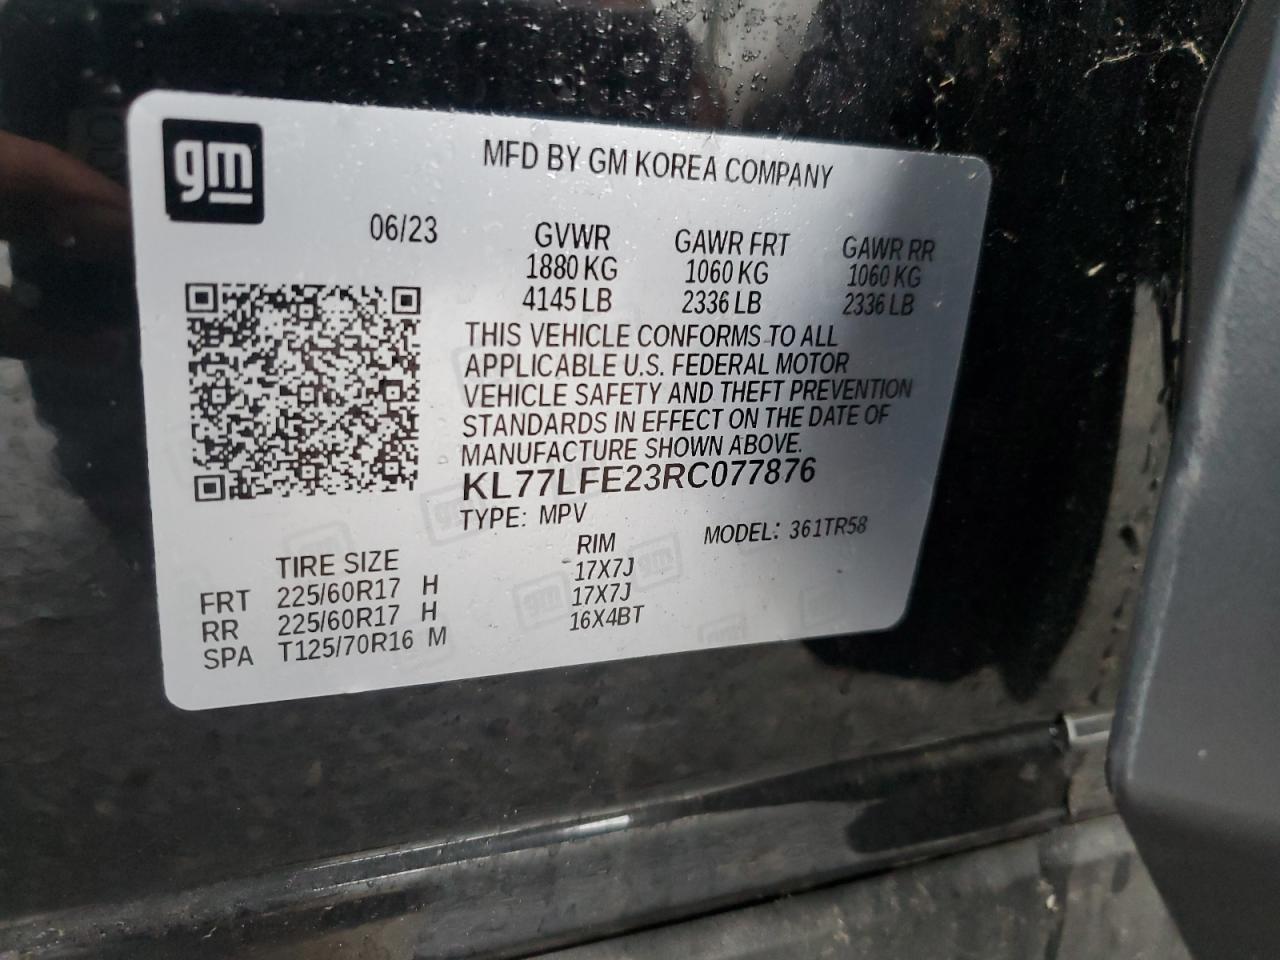 gm
MFD BY GM KOREA COMPANY
06/23
GVWR GAWR FRT GAWR RR
1880 KG 1060 KG 1060 KG
4145 LB 2336 LB 2336 LB
THIS VEHICLE CONFORMS TO ALL
APPLICABLE U.S. FEDERAL MOTOR
VEHICLE SAFETY AND THEFT PREVENTION
STANDARDS IN EFFECT ON THE DATE OF
MANUFACTURE SHOWN ABOVE.
KL77LFE23RC077876
TYPE: MPV MODEL: 361TR58
TIRE SIZE RIM
FRT 225/60R17 H 17X7J
RR 225/60R17 H 17X7J
SPA T125/70R16 M 16X4BT